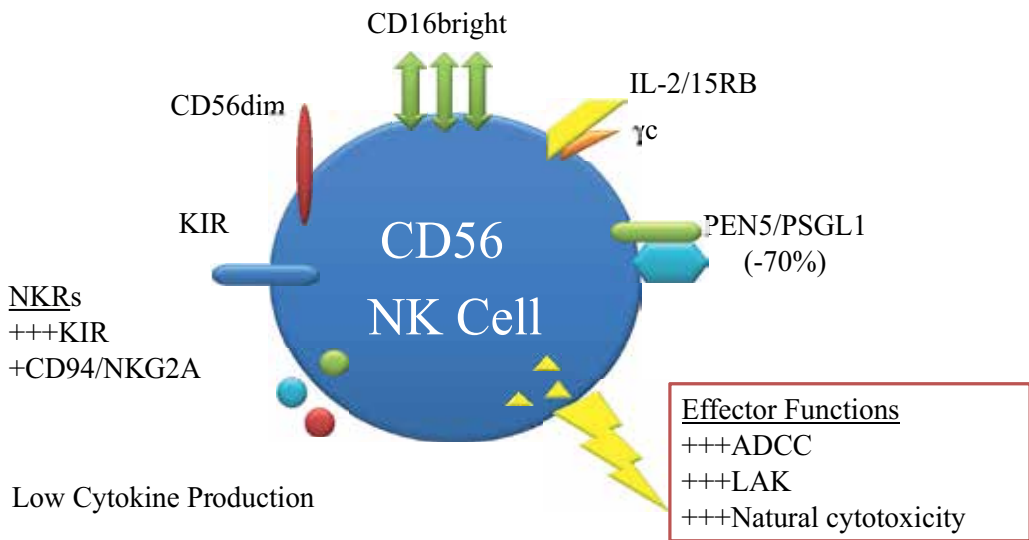 CD16bright
IL-2/15RB
CD56dim
γc
KIR
PEN5/PSGL1
(-70%)
CD56
NK Cell
NKRs
+++KIR
+CD94/NKG2A
Effector Functions
+++ADCC
+++LAK
+++Natural cytotoxicity
Low Cytokine Production